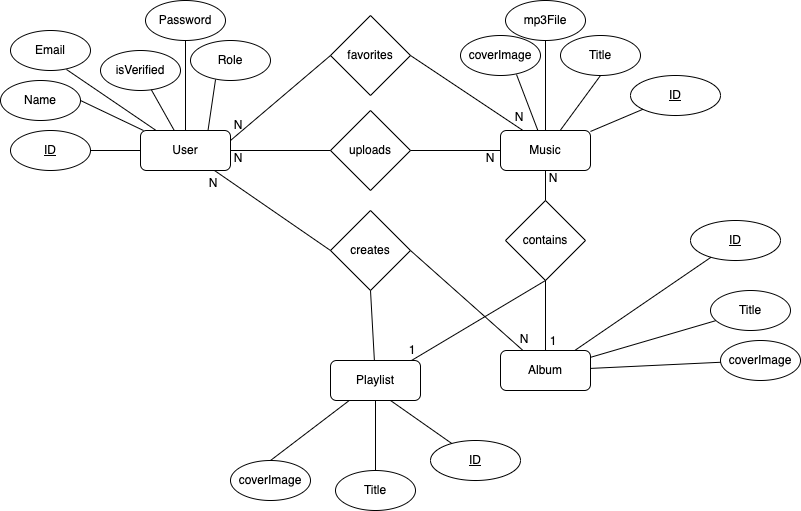 Password
mp3File
Email
isVerified
Role
favorites
coverImage
Title
Name
ID
N
N
ID
User
N
uploads
N
Music
N
N
creates
contains
ID
Title
N
1
1
coverImage
Playlist
Album
coverImage
Title
ID